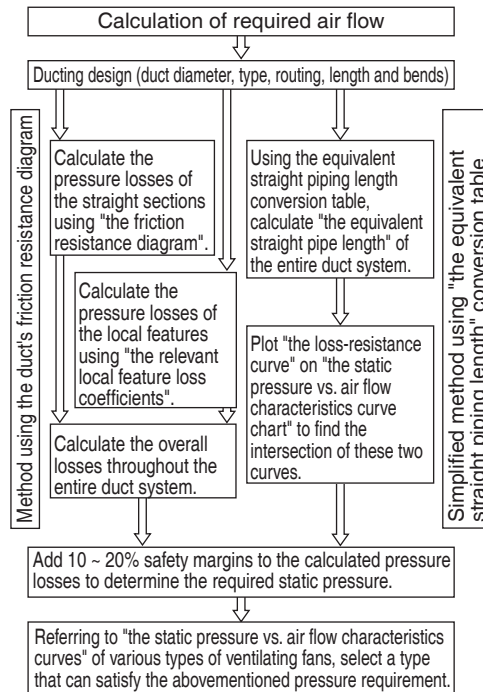 Calculation of required air flow
Ducting design (duct diameter, type, routing, length and bends)
Method using the duct's friction resistance diagram
Calculate the
pressure losses of
the straight sections
using "the friction
resistance diagram".
Calculate the
pressure losses of
the local features
using "the relevant
local feature loss
coefficients".
Calculate the overall
losses throughout the
entire duct system.
Using the equivalent
straight piping length
conversion table,
calculate "the equivalent
straight pipe length" of
the entire duct system.
Plot "the loss-resistance
curve" on "the static
pressure vs. air flow
characteristics curve
chart" to find the
intersection of these two
curves.
Simplified method using "the equivalent
straight piping length" conversion table
Add 10 ~ 20% safety margins to the calculated pressure
losses to determine the required static pressure.
Referring to "the static pressure vs. air flow characteristics
curves" of various types of ventilating fans, select a type
that can satisfy the abovementioned pressure requirement.